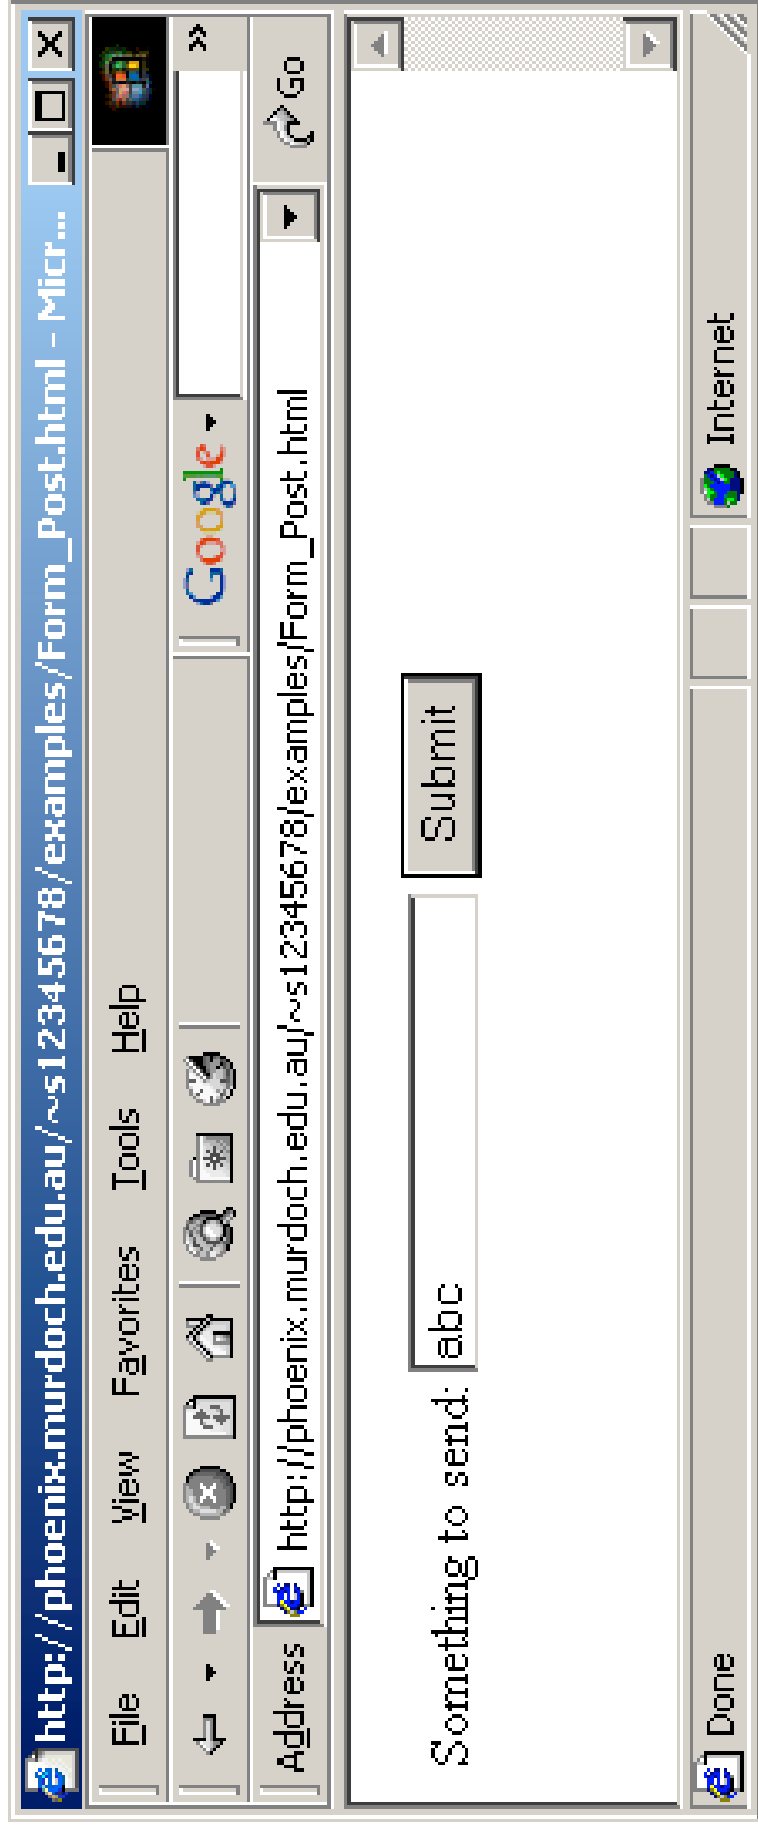 http://phoenix.murdoch.edu.au/~s12345678/examples/Form_Post.html - Micr...
File Edit View Favorites Tools Help
Google
Address http://phoenix.murdoch.edu.au/~s12345678/examples/Form_Post.html Go
Something to send: abc Submit
Done Internet